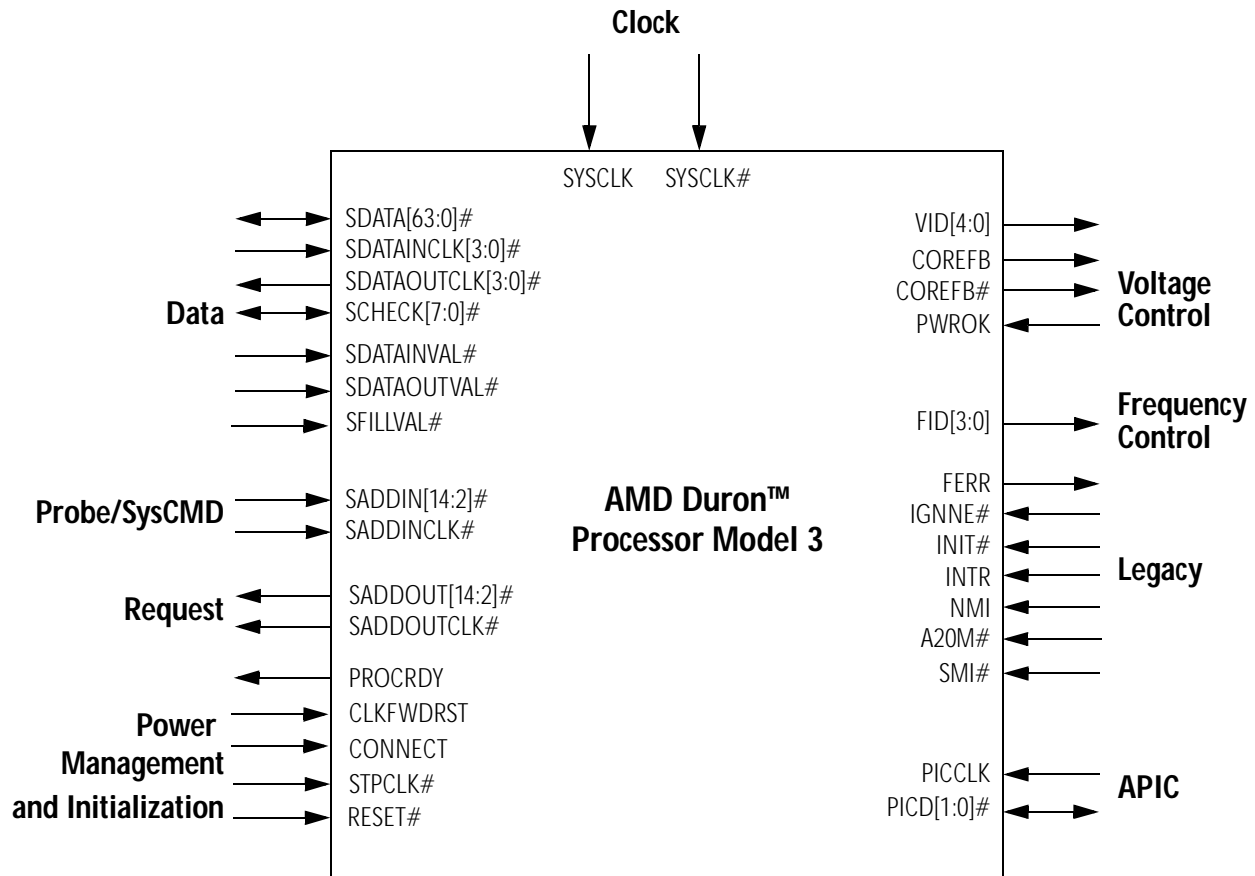 Clock
SYSCLK SYSCLK#
Data
SDATA[63:0]#
SDATAINCLK[3:0]#
SDATAOUTCLK[3:0]#
SCHECK[7:0]#
SDATAINVAL#
SDATAOUTVAL#
SFILLVAL#
Probe/SysCMD
SADDIN[14:2]#
SADDINCLK#
Request
SADDOUT[14:2]#
SADDOUTCLK#
Power
Management
and Initialization
PROCRDY
CLKFWDRST
CONNECT
STPCLK#
RESET#
AMD Duron™
Processor Model 3
VID[4:0]
COREFB
COREFB#
PWROK
Voltage
Control
FID[3:0]
Frequency
Control
FERR
IGNNE#
INIT#
INTR
NMI
A20M#
SMI#
Legacy
PICCLK
PICD[1:0]#
APIC